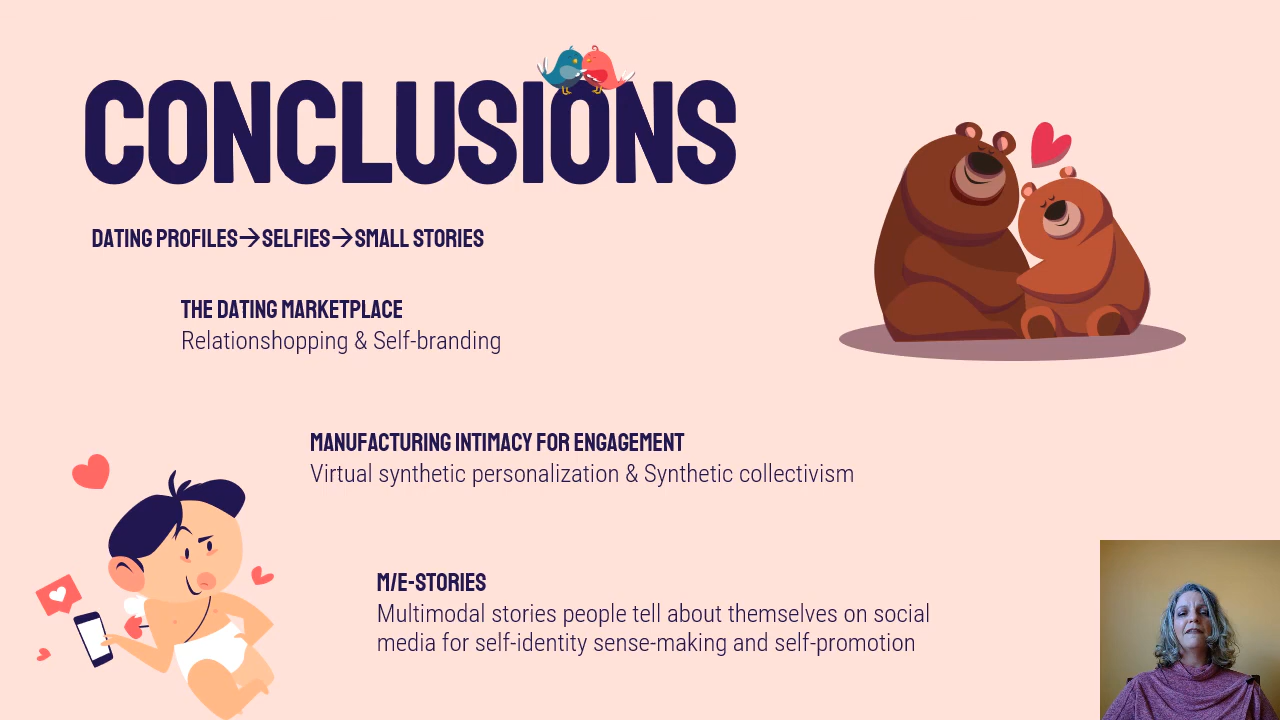 CONCLUSIONS
DATING PROFILES→SELFIES→SMALL STORIES
THE DATING MARKETPLACE
Relationshopping & Self-branding
MANUFACTURING INTIMACY FOR ENGAGEMENT
Virtual synthetic personalization & Synthetic collectivism
M/E-STORIES
Multimodal stories people tell about themselves on social
media for self-identity sense-making and self-promotion